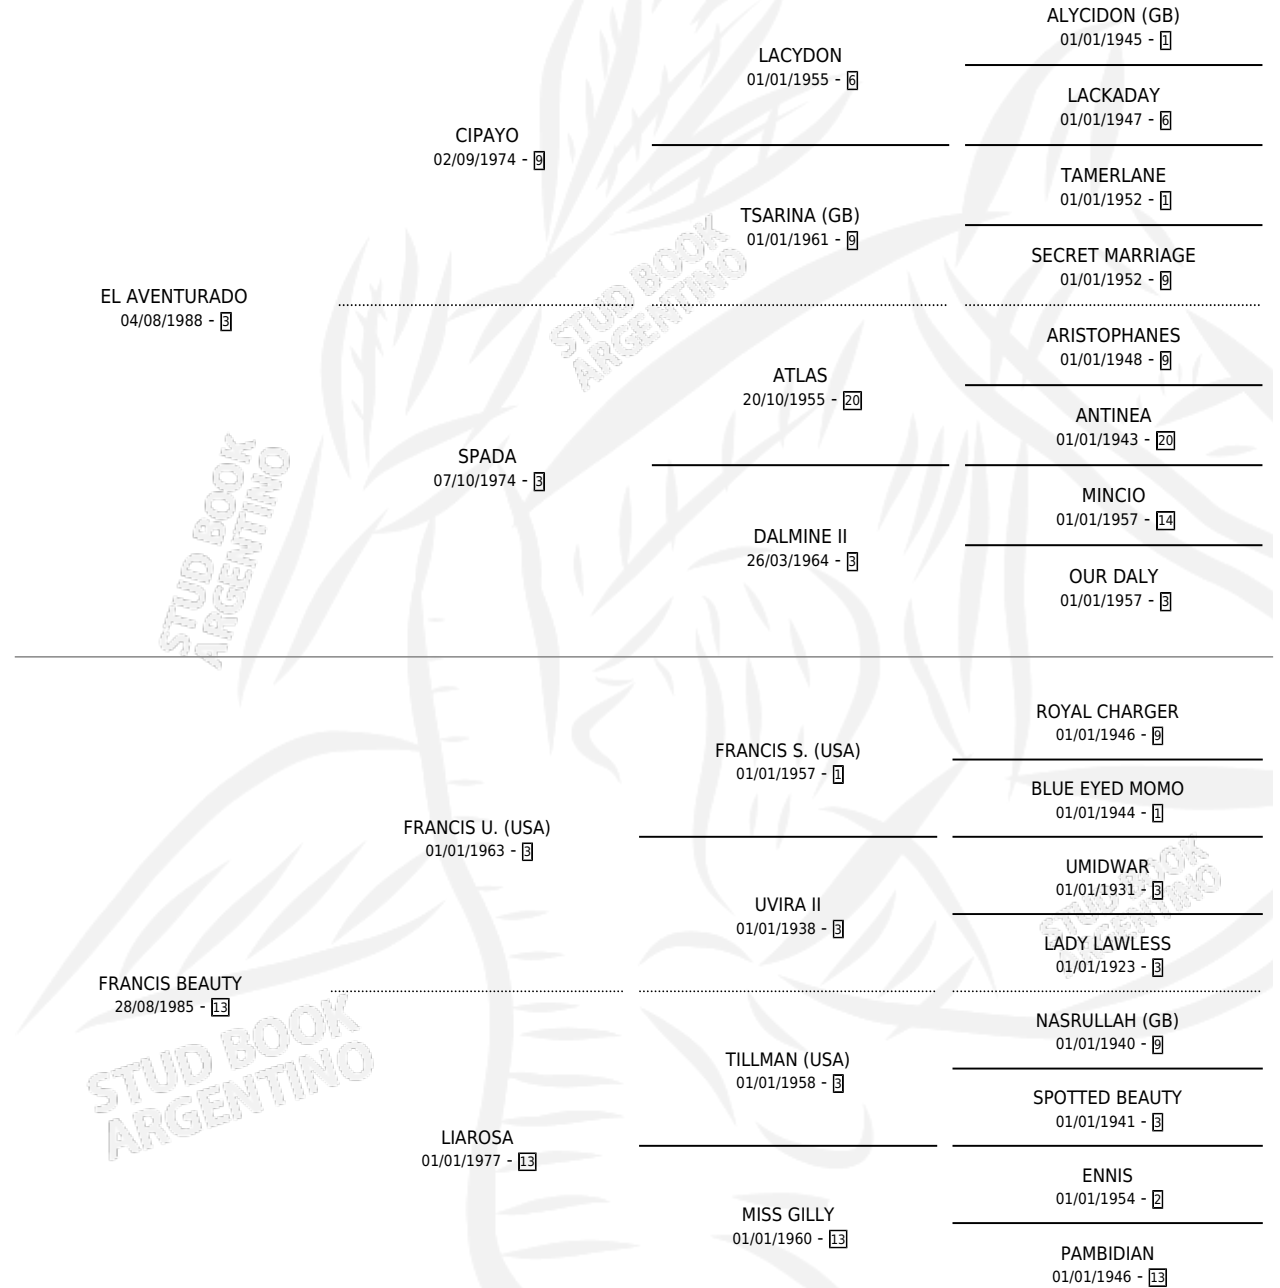 ALYCIDON (GB)
01/01/1945 - 1
LACYDON
01/01/1955 - 6
LACKADAY
01/01/1947 - 6
CIPAYO
02/09/1974 - 9
TAMERLANE
01/01/1952 - 1
TSARINA (GB)
01/01/1961 - 9
SECRET MARRIAGE
01/01/1952 - 9
EL AVENTURADO
04/08/1988 - 3
STUD BOOK
ARGENTINO
ARISTOPHANES
01/01/1948 - 9
ATLAS
20/10/1955 - 20
ANTINEA
01/01/1943 - 20
SPADA
07/10/1974 - 3
MINCIO
01/01/1957 - 14
DALMINE II
26/03/1964 - 3
OUR DALY
01/01/1957 - 3
STUD BOOK
ARGENTINO
ROYAL CHARGER
01/01/1946 - 9
FRANCIS S. (USA)
01/01/1957 - 1
BLUE EYED MOMO
01/01/1944 - 1
FRANCIS U. (USA)
01/01/1963 - 3
UMIDWAR
01/01/1931 - 3
UVIRA II
01/01/1938 - 3
STUD BOOK
ARGENTINO
LADY LAWLESS
01/01/1923 - 3
FRANCIS BEAUTY
28/08/1985 - 13
NASRULLAH (GB)
01/01/1940 - 9
TILLMAN (USA)
01/01/1958 - 3
STUD BOOK
ARGENTINO
SPOTTED BEAUTY
01/01/1941 - 3
LIAROSA
01/01/1977 - 13
ENNIS
01/01/1954 - 2
MISS GILLY
01/01/1960 - 13
PAMBIDIAN
01/01/1946 - 13